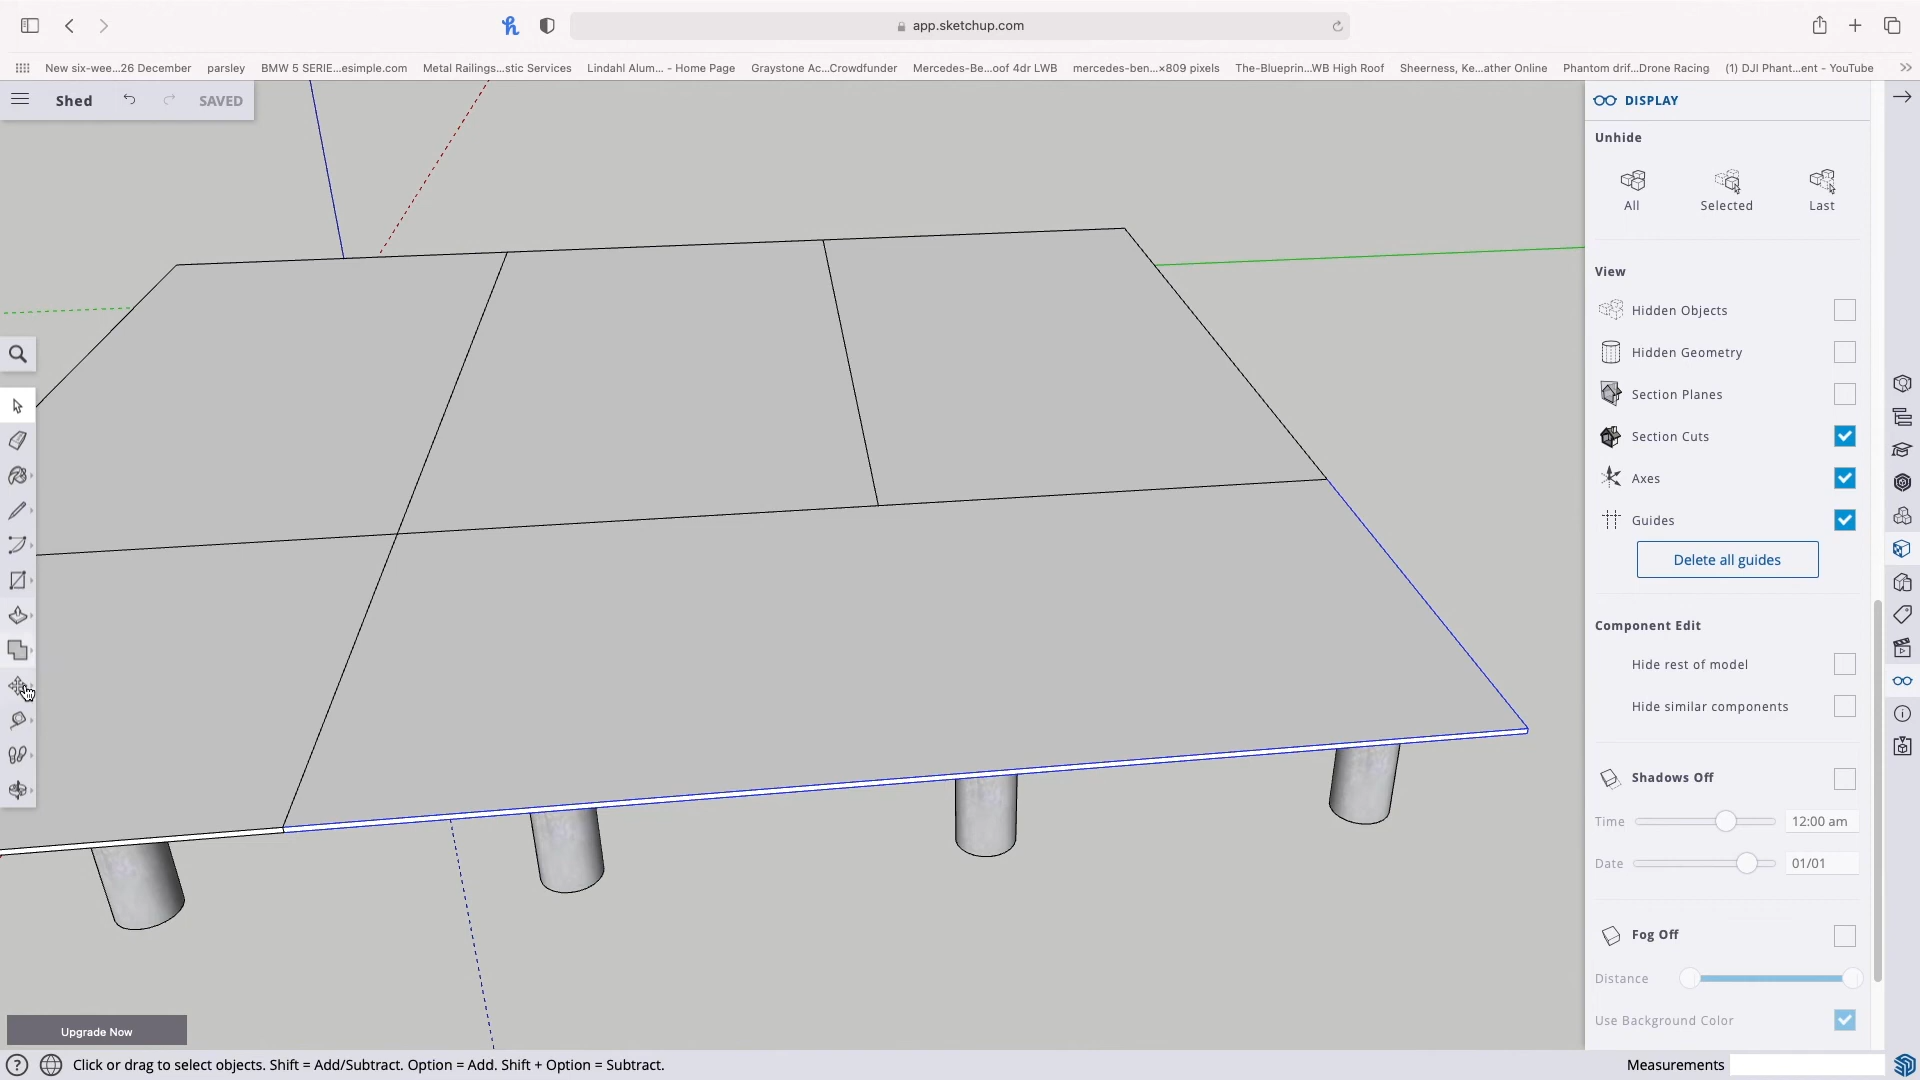 app.sketchup.com
New six-wee...26 December parsley BMW 5 SERIE...esimple.com Metal Railings...stic Services Lindahl Alum... - Home Page Graystone Ac...Crowdfunder Mercedes-Be...oof 4dr LWB mercedes-ben...×809 pixels The-Blueprin...WB High Roof Sheerness, Ke...ather Online Phantom drif...Drone Racing (1) DJI Phant...ent - YouTube
Shed SAVED
DISPLAY
Unhide
All Selected Last
View
Hidden Objects
Hidden Geometry
Section Planes
Section Cuts
Axes
Guides
Delete all guides
Component Edit
Hide rest of model
Hide similar components
Shadows Off
Time 12:00 am
Date 01/01
Fog Off
Distance
Use Background Color
Upgrade Now
Click or drag to select objects. Shift = Add/Subtract. Option = Add. Shift + Option = Subtract.
Measurements